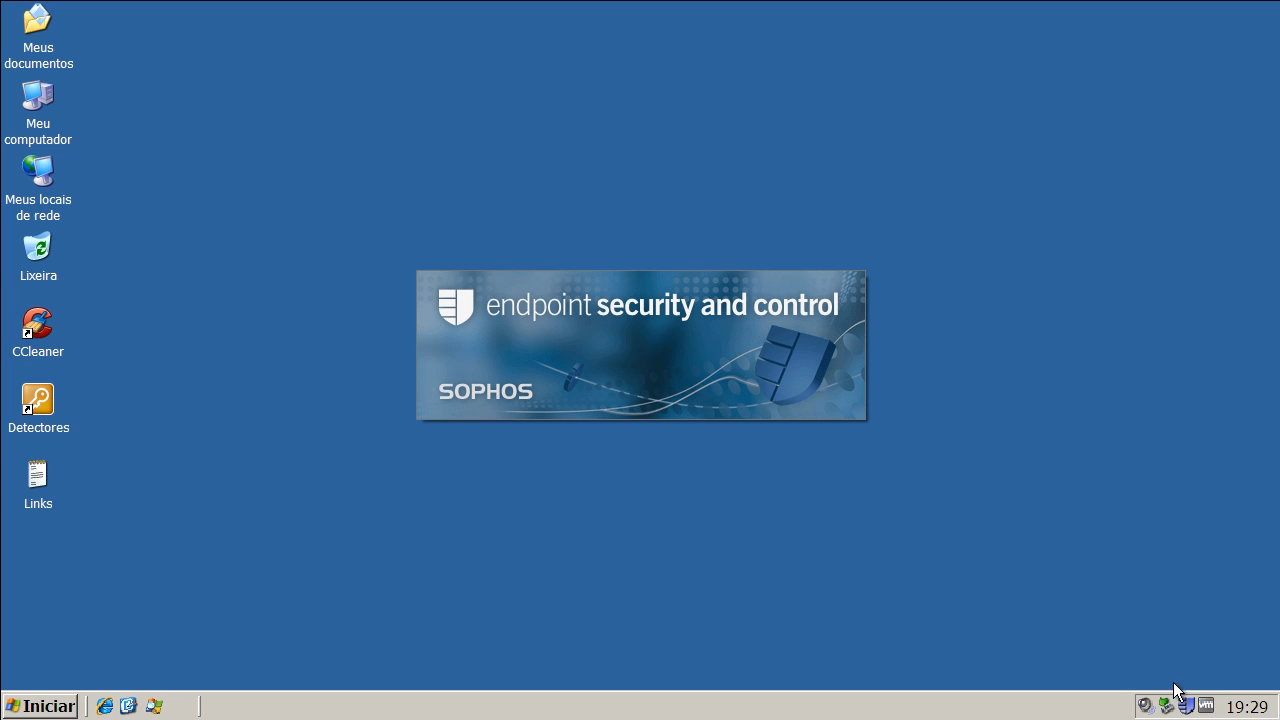 Meus
documentos
Meu
computador
Meus locais
de rede
Lixeira
CCleaner
Detectores
Links
endpoint security and control
SOPHOS
Iniciar
vm
19:29